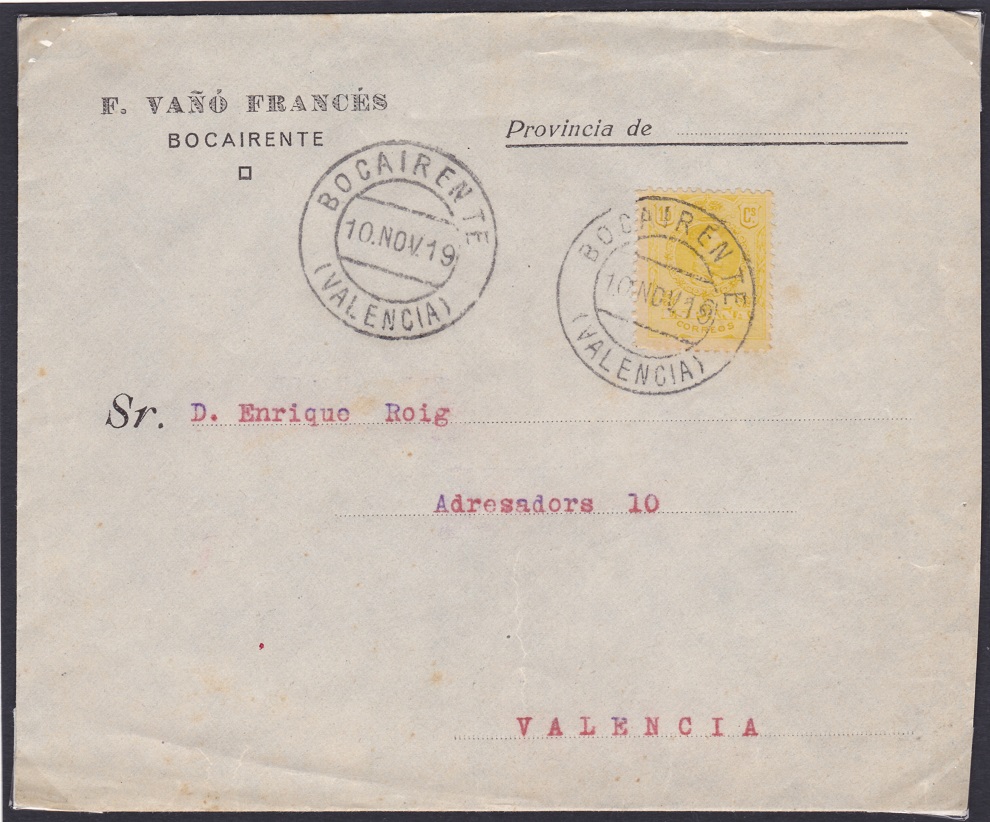 F. VAÑÓ FRANCÉS
BOCAIRENTE
Provincia de
BOCAIRENTE
10.NOV.19
(VALENCIA)
BOCAIRENTE
10.NOV.19
(VALENCIA)
Cs
CORREOS
Sr. D. Enrique Roig
Adresadors 10
VALENCIA